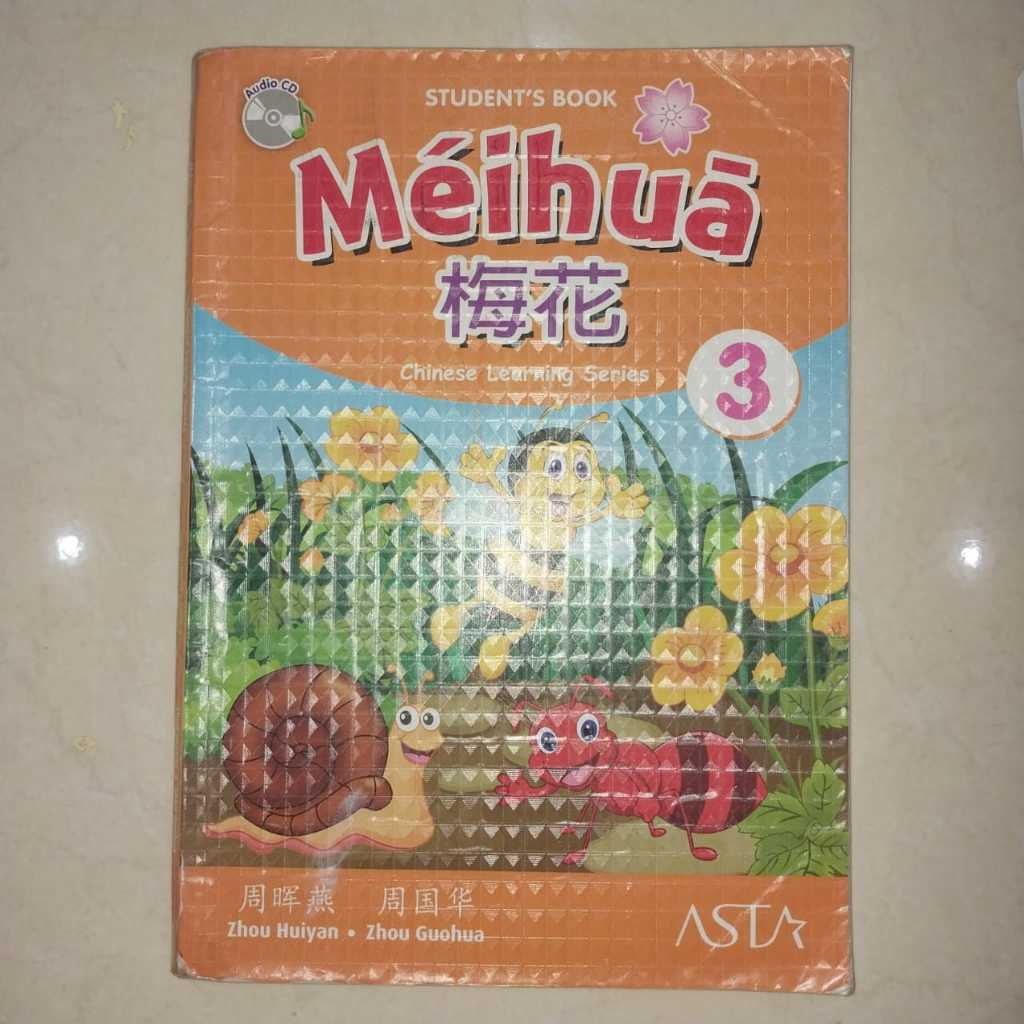 Audio CD
STUDENT'S BOOK
Méihuā
梅花
Chinese Learning Series
3
周晖燕 周国华
Zhou Huiyan • Zhou Guohua
ASTA